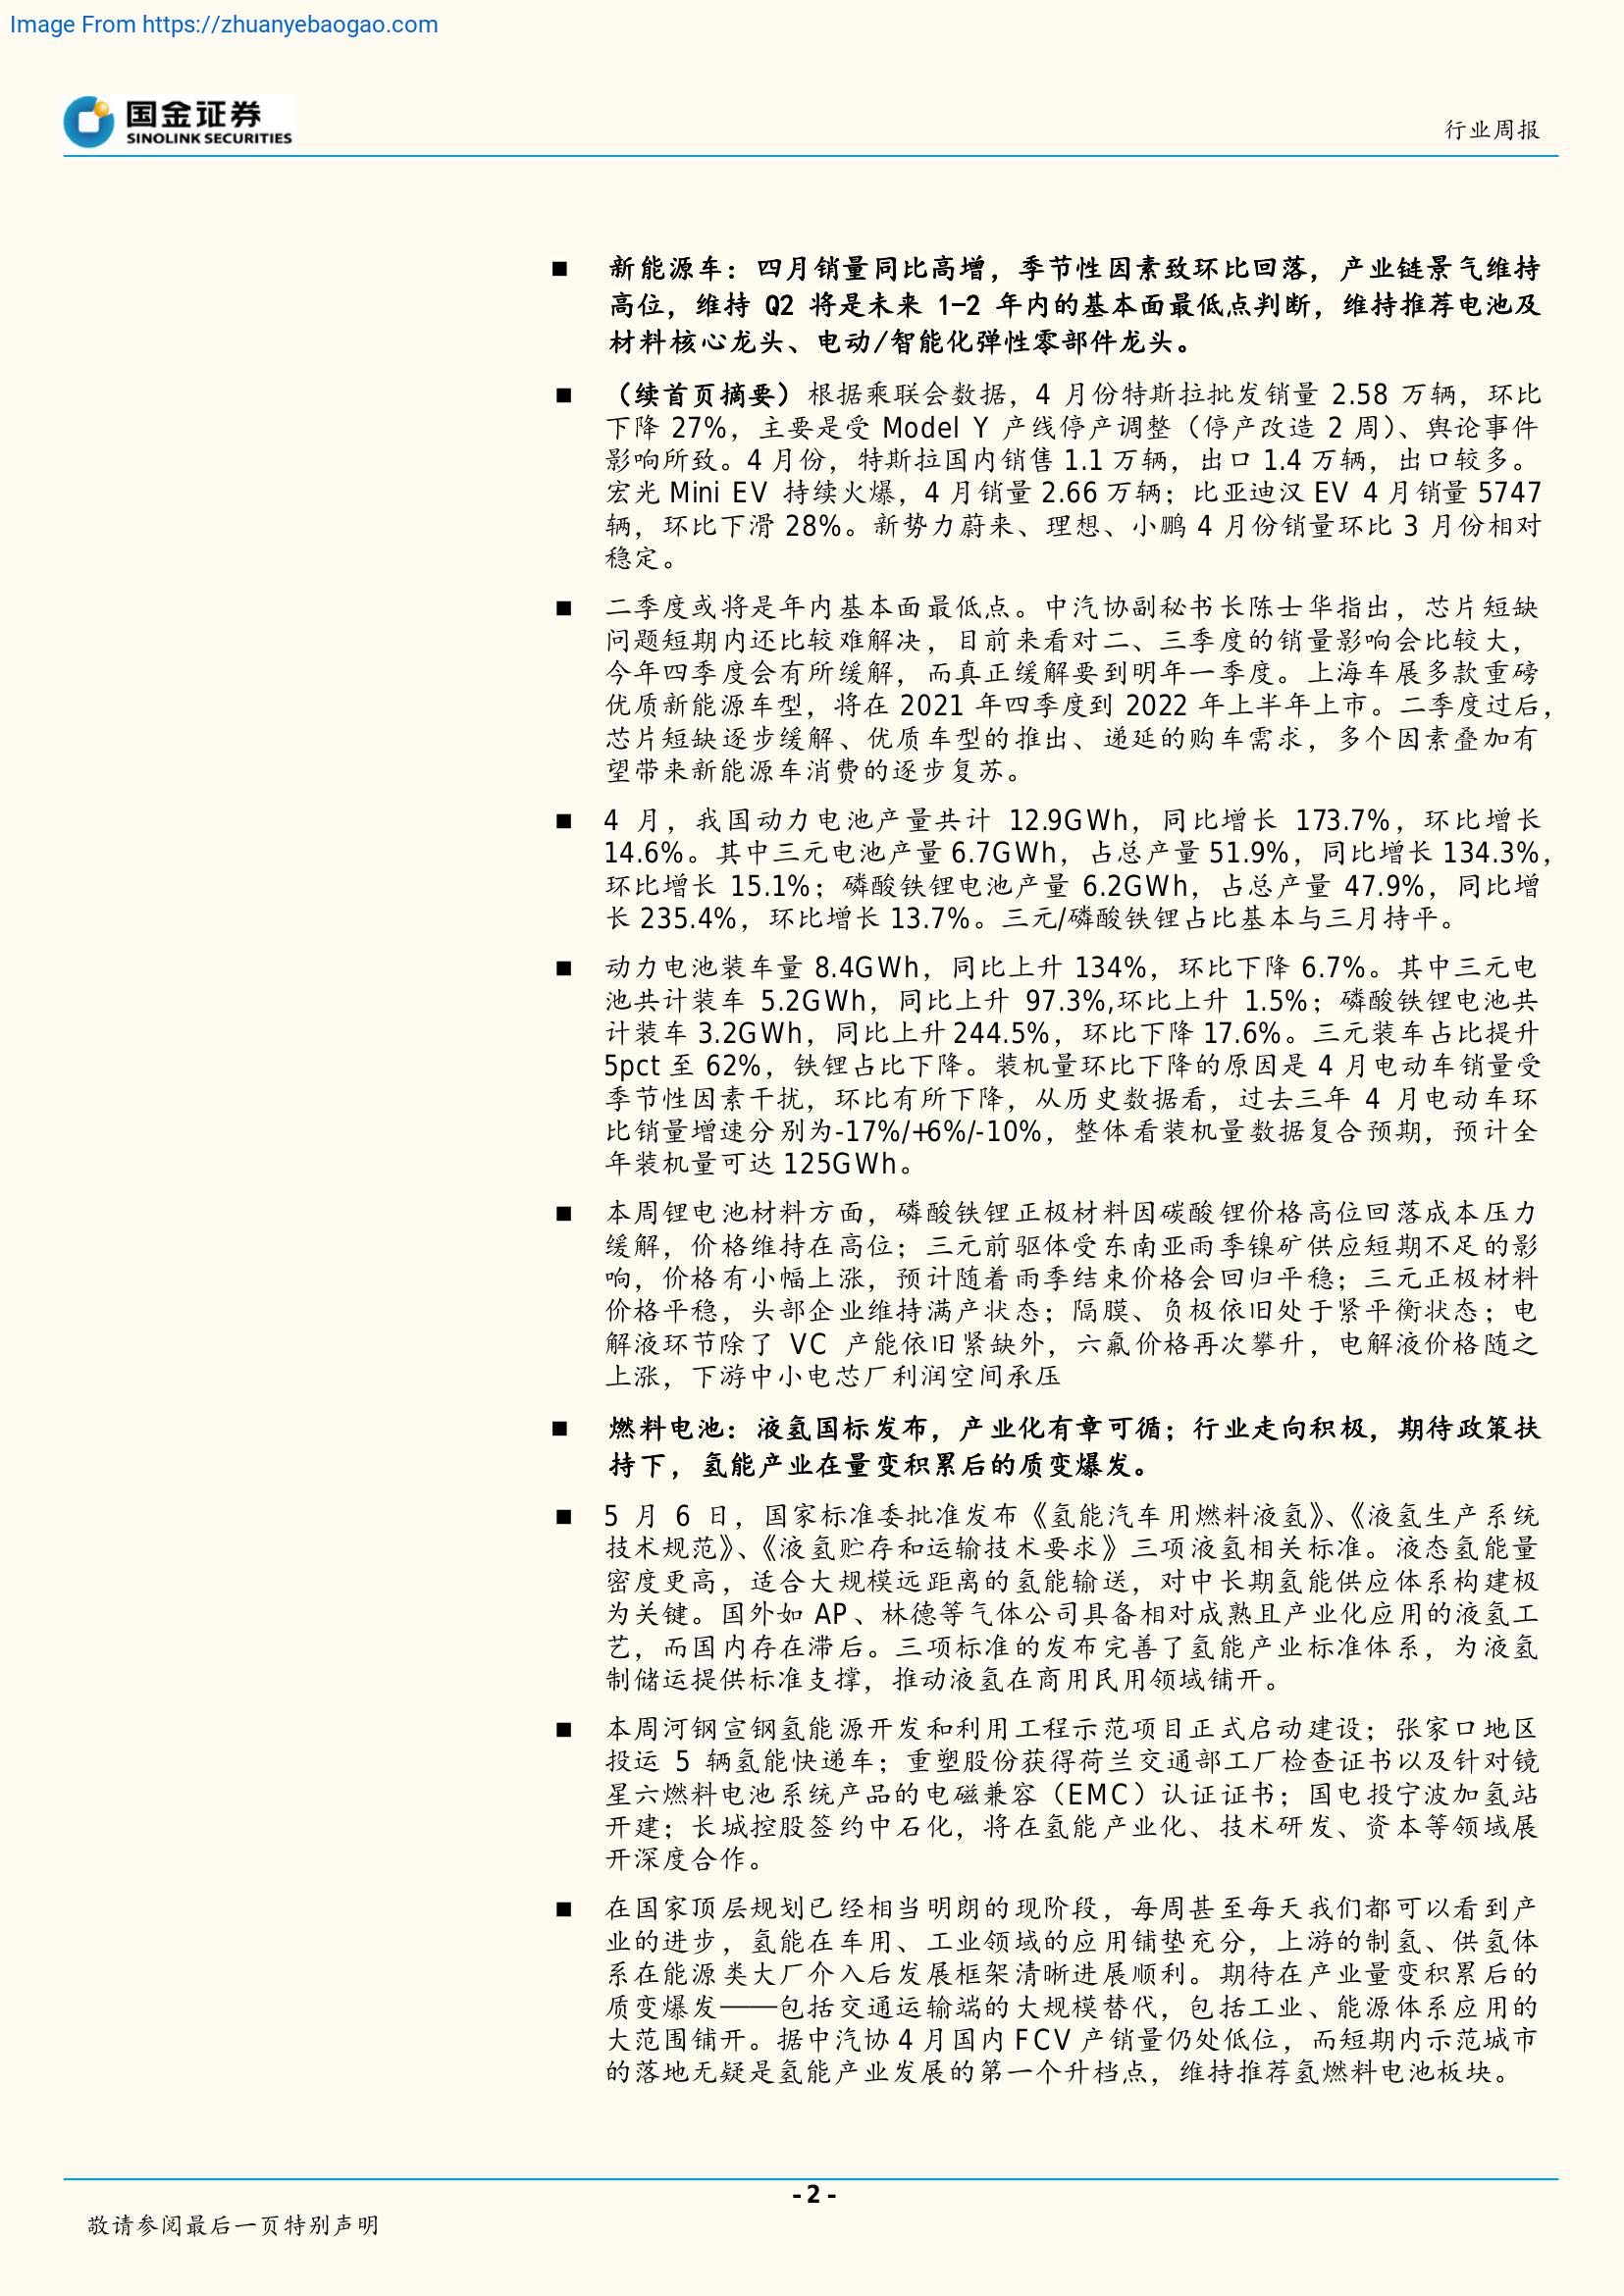 Image From https://zhuanyebaogao.com
国金证券
SINOLINK SECURITIES
行业周报
■ 新能源车：四月销量同比高增，季节性因素致环比回落，产业链景气维持
高位，维持 Q2 将是未来 1-2 年内的基本面最低点判断，维持推荐电池及
材料核心龙头、电动/智能化弹性零部件龙头。
■ （续首页摘要）根据乘联会数据，4 月份特斯拉批发销量 2.58 万辆，环比
下降 27%，主要是受 Model Y 产线停产调整（停产改造 2 周）、舆论事件
影响所致。4 月份，特斯拉国内销售 1.1 万辆，出口 1.4 万辆，出口较多。
宏光 Mini EV 持续火爆，4 月销量 2.66 万辆；比亚迪汉 EV 4 月销量 5747
辆，环比下滑 28%。新势力蔚来、理想、小鹏 4 月份销量环比 3 月份相对
稳定。
■ 二季度或将是年内基本面最低点。中汽协副秘书长陈士华指出，芯片短缺
问题短期内还比较难解决，目前来看对二、三季度的销量影响会比较大，
今年四季度会有所缓解，而真正缓解要到明年一季度。上海车展多款重磅
优质新能源车型，将在 2021 年四季度到 2022 年上半年上市。二季度过后，
芯片短缺逐步缓解、优质车型的推出、递延的购车需求，多个因素叠加有
望带来新能源车消费的逐步复苏。
■ 4 月，我国动力电池产量共计 12.9GWh，同比增长 173.7%，环比增长
14.6%。其中三元电池产量 6.7GWh，占总产量 51.9%，同比增长 134.3%，
环比增长 15.1%；磷酸铁锂电池产量 6.2GWh，占总产量 47.9%，同比增
长 235.4%，环比增长 13.7%。三元/磷酸铁锂占比基本与三月持平。
■ 动力电池装车量 8.4GWh，同比上升 134%，环比下降 6.7%。其中三元电
池共计装车 5.2GWh，同比上升 97.3%,环比上升 1.5%；磷酸铁锂电池共
计装车 3.2GWh，同比上升 244.5%，环比下降 17.6%。三元装车占比提升
5pct 至 62%，铁锂占比下降。装机量环比下降的原因是 4 月电动车销量受
季节性因素干扰，环比有所下降，从历史数据看，过去三年 4 月电动车环
比销量增速分别为-17%/+6%/-10%，整体看装机量数据复合预期，预计全
年装机量可达 125GWh。
■ 本周锂电池材料方面，磷酸铁锂正极材料因碳酸锂价格高位回落成本压力
缓解，价格维持在高位；三元前驱体受东南亚雨季镍矿供应短期不足的影
响，价格有小幅上涨，预计随着雨季结束价格会回归平稳；三元正极材料
价格平稳，头部企业维持满产状态；隔膜、负极依旧处于紧平衡状态；电
解液环节除了 VC 产能依旧紧缺外，六氟价格再次攀升，电解液价格随之
上涨，下游中小电芯厂利润空间承压
■ 燃料电池：液氢国标发布，产业化有章可循；行业走向积极，期待政策扶
持下，氢能产业在量变积累后的质变爆发。
■ 5 月 6 日，国家标准委批准发布《氢能汽车用燃料液氢》、《液氢生产系统
技术规范》、《液氢贮存和运输技术要求》三项液氢相关标准。液态氢能量
密度更高，适合大规模远距离的氢能输送，对中长期氢能供应体系构建极
为关键。国外如 AP、林德等气体公司具备相对成熟且产业化应用的液氢工
艺，而国内存在滞后。三项标准的发布完善了氢能产业标准体系，为液氢
制储运提供标准支撑，推动液氢在商用民用领域铺开。
■ 本周河钢宣钢氢能源开发和利用工程示范项目正式启动建设；张家口地区
投运 5 辆氢能快递车；重塑股份获得荷兰交通部工厂检查证书以及针对镜
星六燃料电池系统产品的电磁兼容（EMC）认证证书；国电投宁波加氢站
开建；长城控股签约中石化，将在氢能产业化、技术研发、资本等领域展
开深度合作。
■ 在国家顶层规划已经相当明朗的现阶段，每周甚至每天我们都可以看到产
业的进步，氢能在车用、工业领域的应用铺垫充分，上游的制氢、供氢体
系在能源类大厂介入后发展框架清晰进展顺利。期待在产业量变积累后的
质变爆发——包括交通运输端的大规模替代，包括工业、能源体系应用的
大范围铺开。据中汽协 4 月国内 FCV 产销量仍处低位，而短期内示范城市
的落地无疑是氢能产业发展的第一个升档点，维持推荐氢燃料电池板块。
- 2 -
敬请参阅最后一页特别声明